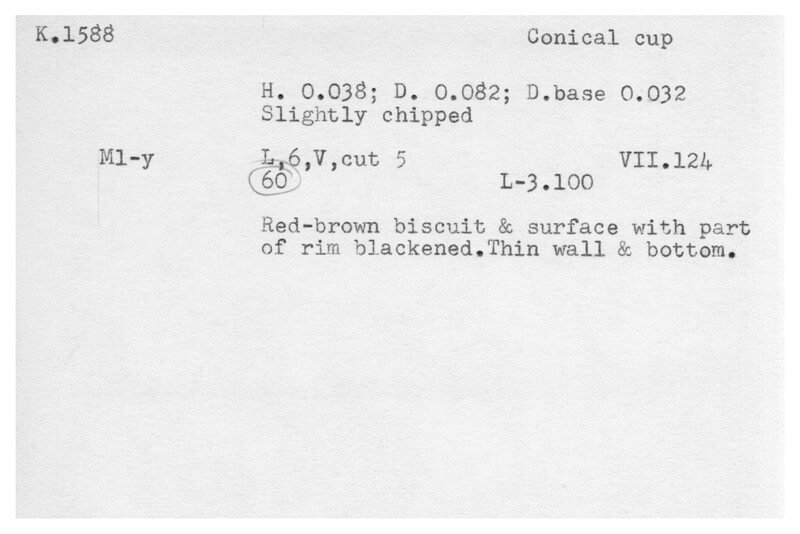 K.1588 Conical cup
H. 0.038; D. 0.082; D.base 0.032
Slightly chipped
Ml-y L,6,V,cut 5 VII.124
60 L-3.100
Red-brown biscuit & surface with part
of rim blackened.Thin wall & bottom.